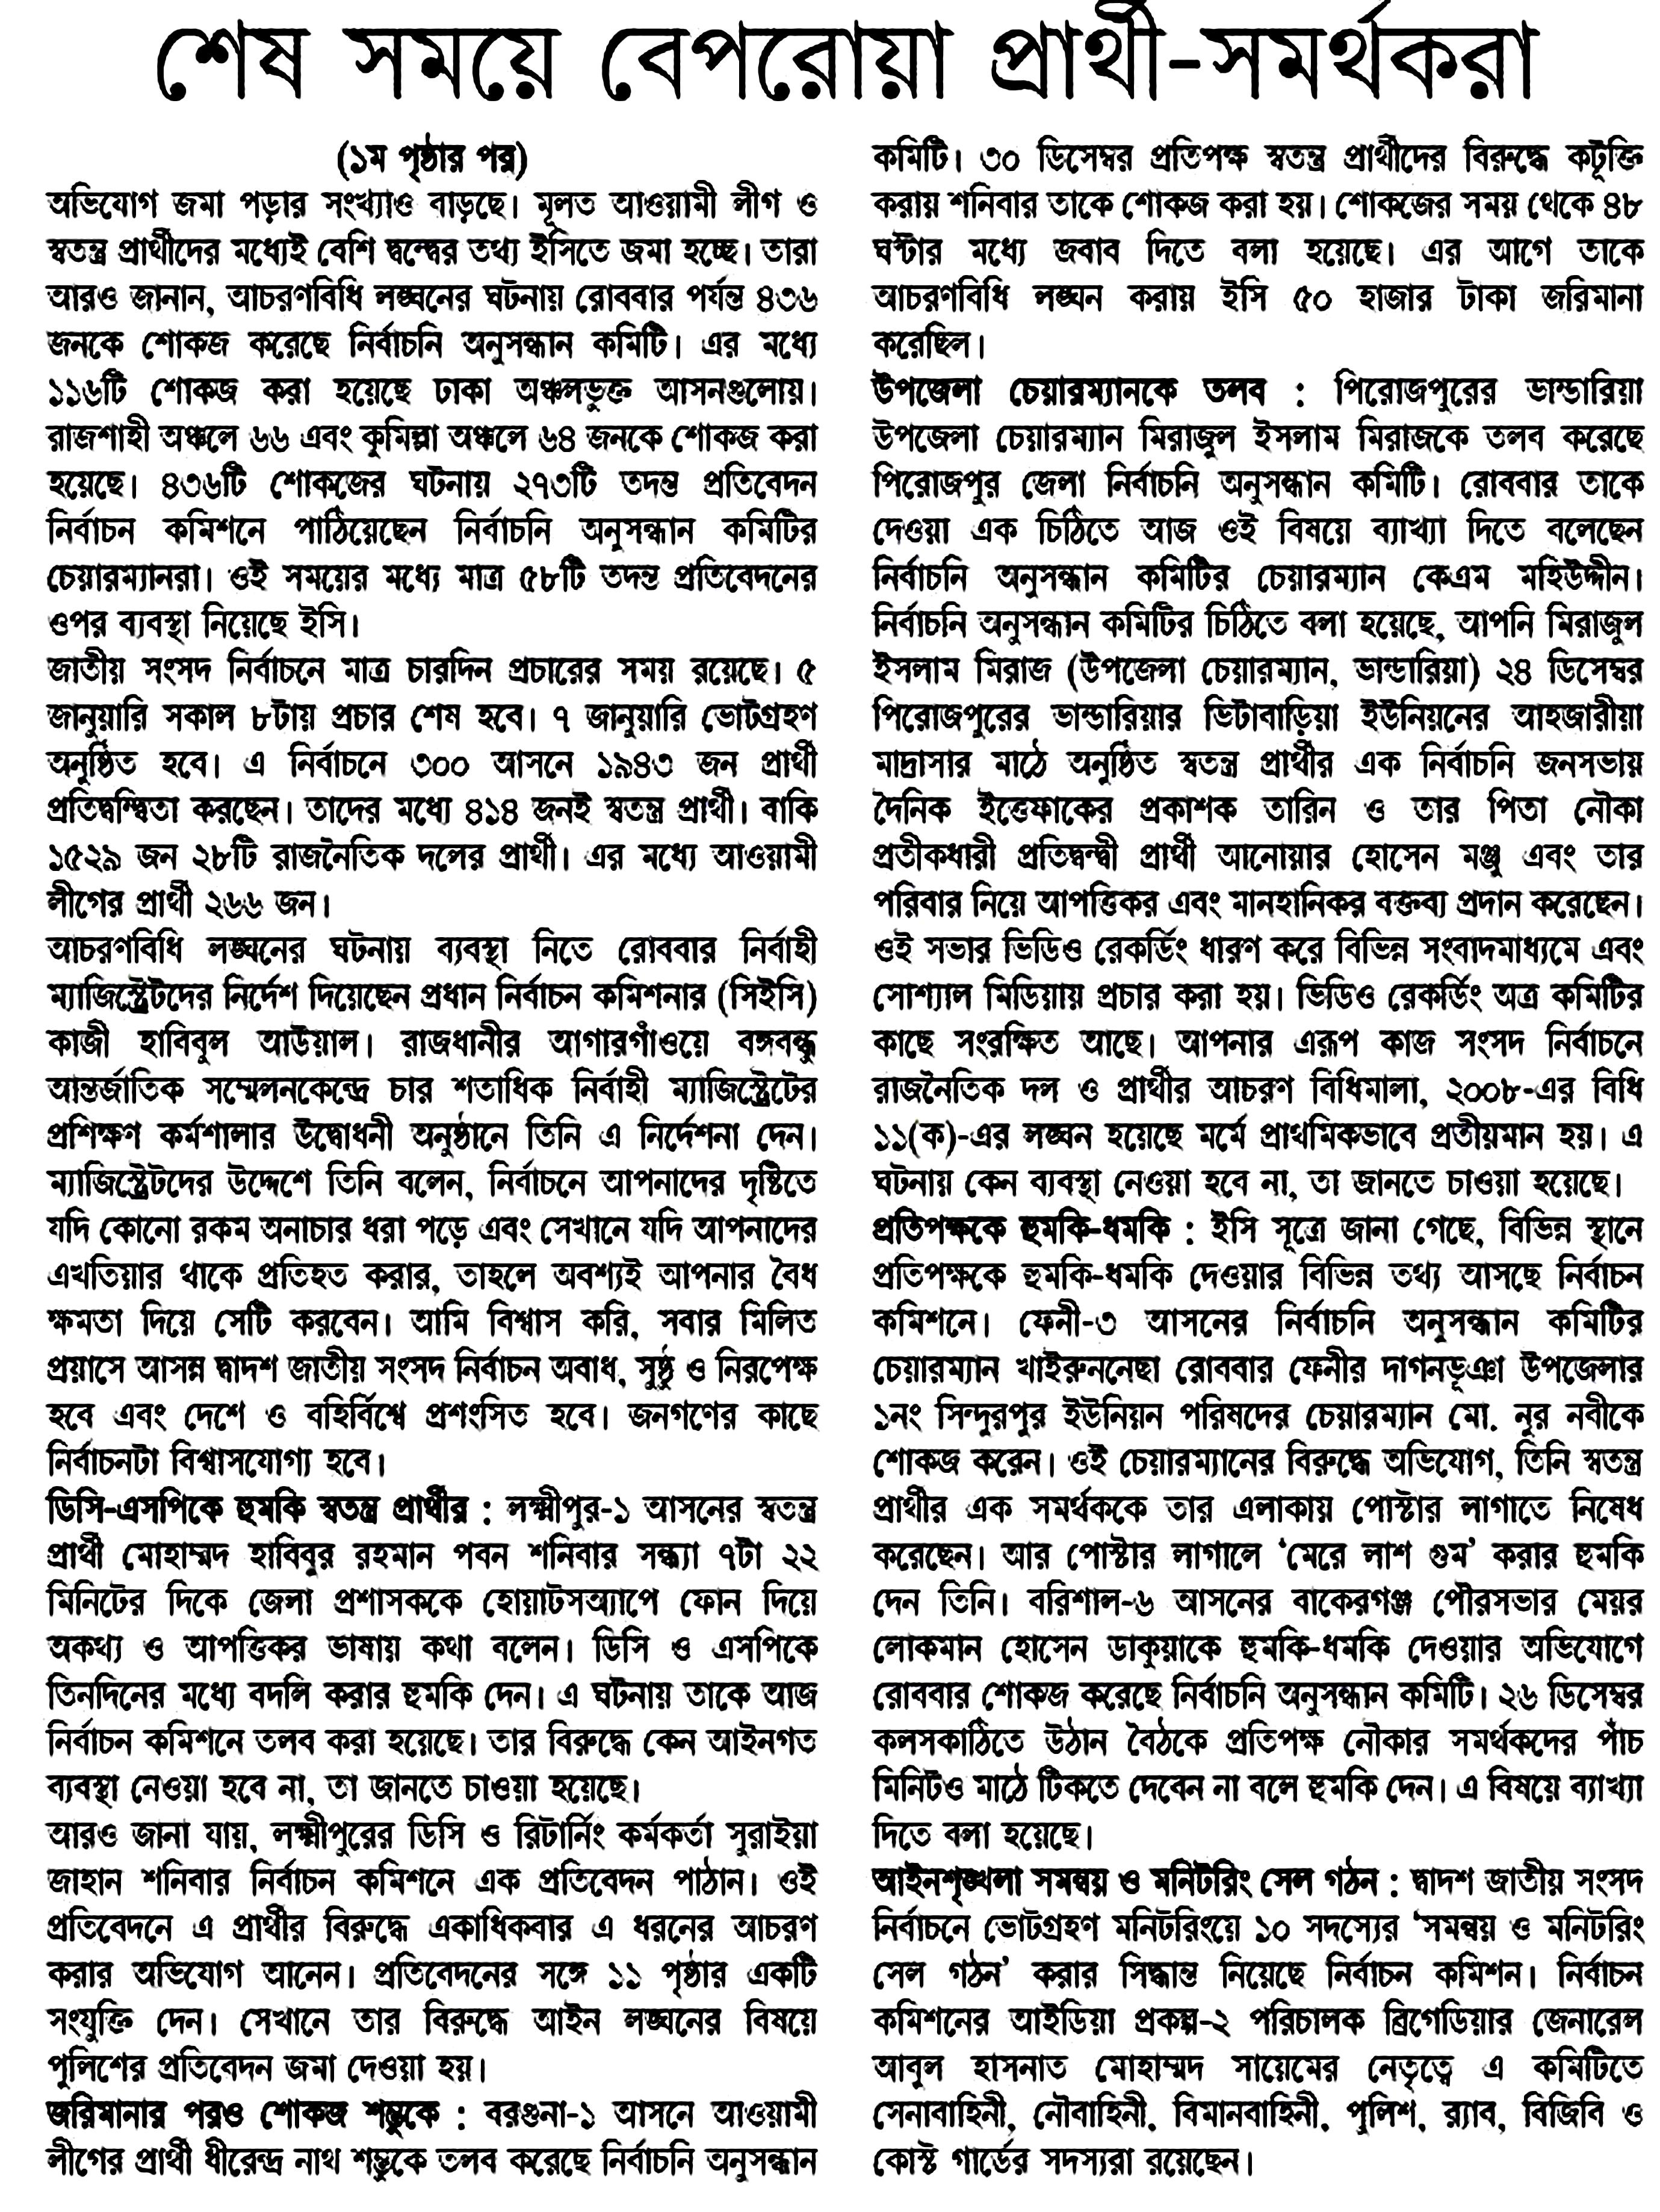 শেষ সময়ে বেপরোয়া প্রার্থী-সমর্থকরা
(১ম পৃষ্ঠার পর)
অভিযোগ জমা পড়ার সংখ্যাও বাড়ছে। মূলত আওয়ামী লীগ ও
স্বতন্ত্র প্রার্থীদের মধ্যেই বেশি দ্বন্দ্বের তথ্য ইসিতে জমা হচ্ছে। তারা
আরও জানান, আচরণবিধি লঙ্ঘনের ঘটনায় রোববার পর্যন্ত ৪৩৬
জনকে শোকজ করেছে নির্বাচনি অনুসন্ধান কমিটি। এর মধ্যে
১১৬টি শোকজ করা হয়েছে ঢাকা অঞ্চলভুক্ত আসনগুলোয়।
রাজশাহী অঞ্চলে ৬৬ এবং কুমিল্লা অঞ্চলে ৬৪ জনকে শোকজ করা
হয়েছে। ৪৩৬টি শোকজের ঘটনায় ২৭৩টি তদন্ত প্রতিবেদন
নির্বাচন কমিশনে পাঠিয়েছেন নির্বাচনি অনুসন্ধান কমিটির
চেয়ারম্যানরা। ওই সময়ের মধ্যে মাত্র ৫৮টি তদন্ত প্রতিবেদনের
ওপর ব্যবস্থা নিয়েছে ইসি।
জাতীয় সংসদ নির্বাচনে মাত্র চারদিন প্রচারের সময় রয়েছে। ৫
জানুয়ারি সকাল ৮টায় প্রচার শেষ হবে। ৭ জানুয়ারি ভোটগ্রহণ
অনুষ্ঠিত হবে। এ নির্বাচনে ৩০০ আসনে ১৯৪৩ জন প্রার্থী
প্রতিদ্বন্দ্বিতা করছেন। তাদের মধ্যে ৪১৪ জনই স্বতন্ত্র প্রার্থী। বাকি
১৫২৯ জন ২৮টি রাজনৈতিক দলের প্রার্থী। এর মধ্যে আওয়ামী
লীগের প্রার্থী ২৬৬ জন।
আচরণবিধি লঙ্ঘনের ঘটনায় ব্যবস্থা নিতে রোববার নির্বাহী
ম্যাজিস্ট্রেটদের নির্দেশ দিয়েছেন প্রধান নির্বাচন কমিশনার (সিইসি)
কাজী হাবিবুল আউয়াল। রাজধানীর আগারগাঁওয়ে বঙ্গবন্ধু
আন্তর্জাতিক সম্মেলনকেন্দ্রে চার শতাধিক নির্বাহী ম্যাজিস্ট্রেটের
প্রশিক্ষণ কর্মশালার উদ্বোধনী অনুষ্ঠানে তিনি এ নির্দেশনা দেন।
ম্যাজিস্ট্রেটদের উদ্দেশে তিনি বলেন, নির্বাচনে আপনাদের দৃষ্টিতে
যদি কোনো রকম অনাচার ধরা পড়ে এবং সেখানে যদি আপনাদের
এখতিয়ার থাকে প্রতিহত করার, তাহলে অবশ্যই আপনার বৈধ
ক্ষমতা দিয়ে সেটি করবেন। আমি বিশ্বাস করি, সবার মিলিত
প্রয়াসে আসন্ন দ্বাদশ জাতীয় সংসদ নির্বাচন অবাধ, সুষ্ঠু ও নিরপেক্ষ
হবে এবং দেশে ও বহির্বিশ্বে প্রশংসিত হবে। জনগণের কাছে
নির্বাচনটা বিশ্বাসযোগ্য হবে।
ডিসি-এসপিকে হুমকি স্বতন্ত্র প্রার্থীর : লক্ষ্মীপুর-১ আসনের স্বতন্ত্র
প্রার্থী মোহাম্মদ হাবিবুর রহমান পবন শনিবার সন্ধ্যা ৭টা ২২
মিনিটের দিকে জেলা প্রশাসককে হোয়াটসঅ্যাপে ফোন দিয়ে
অকথ্য ও আপত্তিকর ভাষায় কথা বলেন। ডিসি ও এসপিকে
তিনদিনের মধ্যে বদলি করার হুমকি দেন। এ ঘটনায় তাকে আজ
নির্বাচন কমিশনে তলব করা হয়েছে। তার বিরুদ্ধে কেন আইনগত
ব্যবস্থা নেওয়া হবে না, তা জানতে চাওয়া হয়েছে।
আরও জানা যায়, লক্ষ্মীপুরের ডিসি ও রিটার্নিং কর্মকর্তা সুরাইয়া
জাহান শনিবার নির্বাচন কমিশনে এক প্রতিবেদন পাঠান। ওই
প্রতিবেদনে এ প্রার্থীর বিরুদ্ধে একাধিকবার এ ধরনের আচরণ
করার অভিযোগ আনেন। প্রতিবেদনের সঙ্গে ১১ পৃষ্ঠার একটি
সংযুক্তি দেন। সেখানে তার বিরুদ্ধে আইন লঙ্ঘনের বিষয়ে
পুলিশের প্রতিবেদন জমা দেওয়া হয়।
জরিমানার পরও শোকজ শম্ভুকে : বরগুনা-১ আসনে আওয়ামী
লীগের প্রার্থী ধীরেন্দ্র নাথ শম্ভুকে তলব করেছে নির্বাচনি অনুসন্ধান
কমিটি। ৩০ ডিসেম্বর প্রতিপক্ষ স্বতন্ত্র প্রার্থীদের বিরুদ্ধে কটূক্তি
করায় শনিবার তাকে শোকজ করা হয়। শোকজের সময় থেকে ৪৮
ঘণ্টার মধ্যে জবাব দিতে বলা হয়েছে। এর আগে তাকে
আচরণবিধি লঙ্ঘন করায় ইসি ৫০ হাজার টাকা জরিমানা
করেছিল।
উপজেলা চেয়ারম্যানকে তলব : পিরোজপুরের ভান্ডারিয়া
উপজেলা চেয়ারম্যান মিরাজুল ইসলাম মিরাজকে তলব করেছে
পিরোজপুর জেলা নির্বাচনি অনুসন্ধান কমিটি। রোববার তাকে
দেওয়া এক চিঠিতে আজ ওই বিষয়ে ব্যাখ্যা দিতে বলেছেন
নির্বাচনি অনুসন্ধান কমিটির চেয়ারম্যান কেএম মহিউদ্দীন।
নির্বাচনি অনুসন্ধান কমিটির চিঠিতে বলা হয়েছে, আপনি মিরাজুল
ইসলাম মিরাজ (উপজেলা চেয়ারম্যান, ভান্ডারিয়া) ২৪ ডিসেম্বর
পিরোজপুরের ভান্ডারিয়ার ভিটাবাড়িয়া ইউনিয়নের আহজারীয়া
মাদ্রাসার মাঠে অনুষ্ঠিত স্বতন্ত্র প্রার্থীর এক নির্বাচনি জনসভায়
দৈনিক ইত্তেফাকের প্রকাশক তারিন ও তার পিতা নৌকা
প্রতীকধারী প্রতিদ্বন্দ্বী প্রার্থী আনোয়ার হোসেন মঞ্জু এবং তার
পরিবার নিয়ে আপত্তিকর এবং মানহানিকর বক্তব্য প্রদান করেছেন।
ওই সভার ভিডিও রেকর্ডিং ধারণ করে বিভিন্ন সংবাদমাধ্যমে এবং
সোশ্যাল মিডিয়ায় প্রচার করা হয়। ভিডিও রেকর্ডিং অত্র কমিটির
কাছে সংরক্ষিত আছে। আপনার এরূপ কাজ সংসদ নির্বাচনে
রাজনৈতিক দল ও প্রার্থীর আচরণ বিধিমালা, ২০০৮-এর বিধি
১১(ক)-এর লঙ্ঘন হয়েছে মর্মে প্রাথমিকভাবে প্রতীয়মান হয়। এ
ঘটনায় কেন ব্যবস্থা নেওয়া হবে না, তা জানতে চাওয়া হয়েছে।
প্রতিপক্ষকে হুমকি-ধমকি : ইসি সূত্রে জানা গেছে, বিভিন্ন স্থানে
প্রতিপক্ষকে হুমকি-ধমকি দেওয়ার বিভিন্ন তথ্য আসছে নির্বাচন
কমিশনে। ফেনী-৩ আসনের নির্বাচনি অনুসন্ধান কমিটির
চেয়ারম্যান খাইরুননেছা রোববার ফেনীর দাগনভূঞা উপজেলার
১নং সিন্দুরপুর ইউনিয়ন পরিষদের চেয়ারম্যান মো. নুর নবীকে
শোকজ করেন। ওই চেয়ারম্যানের বিরুদ্ধে অভিযোগ, তিনি স্বতন্ত্র
প্রার্থীর এক সমর্থককে তার এলাকায় পোস্টার লাগাতে নিষেধ
করেছেন। আর পোস্টার লাগালে ‘মেরে লাশ গুম’ করার হুমকি
দেন তিনি। বরিশাল-৬ আসনের বাকেরগঞ্জ পৌরসভার মেয়র
লোকমান হোসেন ডাকুয়াকে হুমকি-ধমকি দেওয়ার অভিযোগে
রোববার শোকজ করেছে নির্বাচনি অনুসন্ধান কমিটি। ২৬ ডিসেম্বর
কলসকাঠিতে উঠান বৈঠকে প্রতিপক্ষ নৌকার সমর্থকদের পাঁচ
মিনিটও মাঠে টিকতে দেবেন না বলে হুমকি দেন। এ বিষয়ে ব্যাখ্যা
দিতে বলা হয়েছে।
আইনশৃঙ্খলা সমন্বয় ও মনিটরিং সেল গঠন : দ্বাদশ জাতীয় সংসদ
নির্বাচনে ভোটগ্রহণ মনিটরিংয়ে ১০ সদস্যের ‘সমন্বয় ও মনিটরিং
সেল গঠন’ করার সিদ্ধান্ত নিয়েছে নির্বাচন কমিশন। নির্বাচন
কমিশনের আইডিয়া প্রকল্প-২ পরিচালক ব্রিগেডিয়ার জেনারেল
আবুল হাসনাত মোহাম্মদ সায়েমের নেতৃত্বে এ কমিটিতে
সেনাবাহিনী, নৌবাহিনী, বিমানবাহিনী, পুলিশ, র‍্যাব, বিজিবি ও
কোস্ট গার্ডের সদস্যরা রয়েছেন।